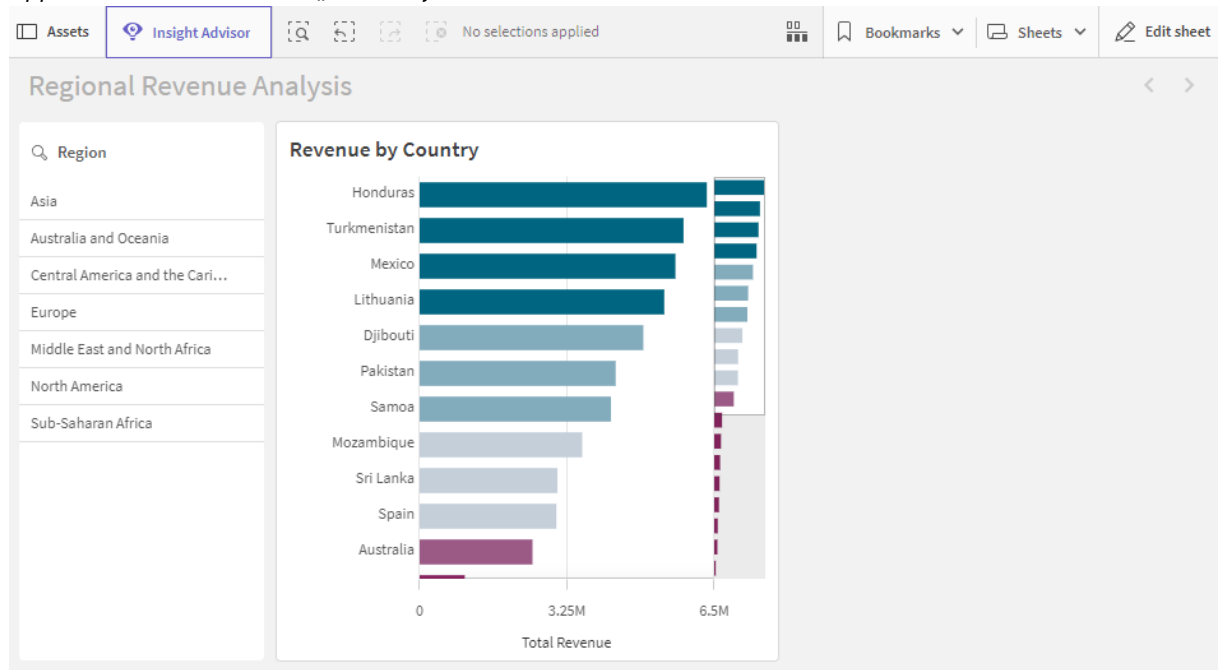 Assets
Insight Advisor
No selections applied
Bookmarks
Sheets
Edit sheet
Regional Revenue Analysis
Region
Asia
Australia and Oceania
Central America and the Cari...
Europe
Middle East and North Africa
North America
Sub-Saharan Africa
Revenue by Country
Honduras
Turkmenistan
Mexico
Lithuania
Djibouti
Pakistan
Samoa
Mozambique
Sri Lanka
Spain
Australia
0 3.25M 6.5M
Total Revenue